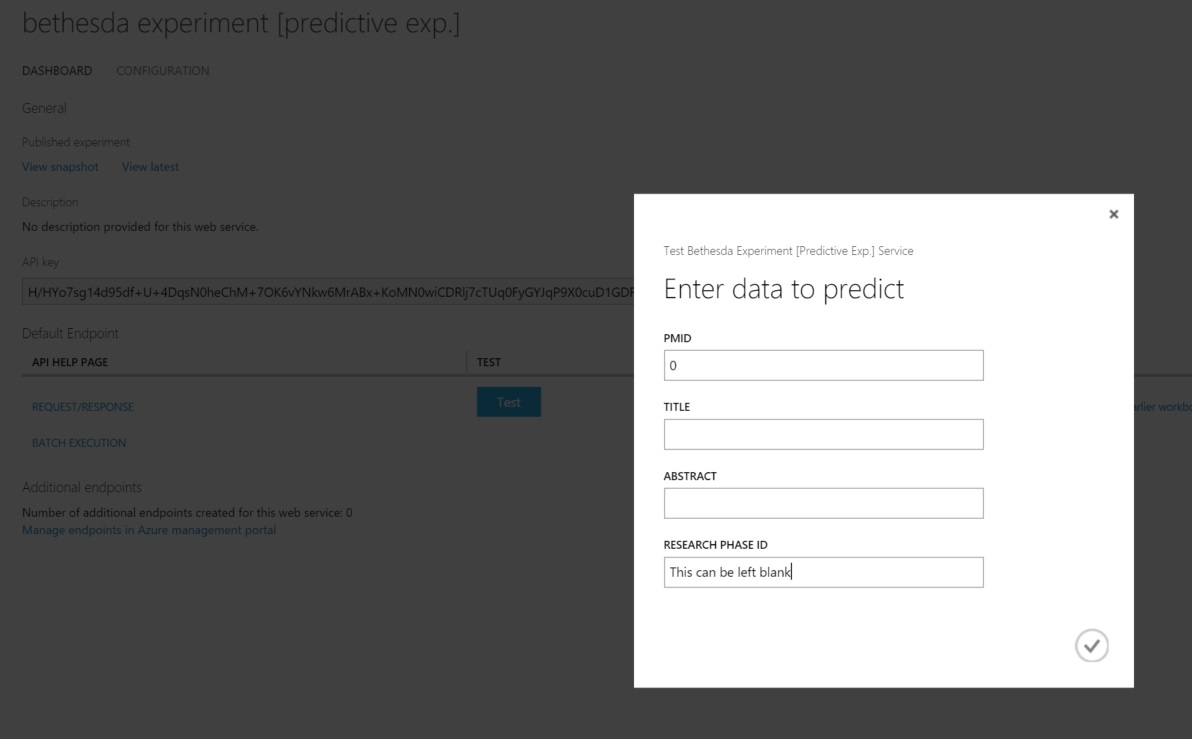 bethesda experiment [predictive exp.]
DASHBOARD CONFIGURATION
General
Published experiment
View snapshot View latest
Description
No description provided for this web service.
API key
H/HYo7sg14d95df+U+4DqsN0heChM+7OK6vYNkw6MrABx+KoMN0wiCDRlj7cTUq0FyGYJqP9X0cuD1GDF
Default Endpoint
API HELP PAGE TEST
REQUEST/RESPONSE Test
BATCH EXECUTION
Additional endpoints
Number of additional endpoints created for this web service: 0
Manage endpoints in Azure management portal
Test Bethesda Experiment [Predictive Exp.] Service
Enter data to predict
PMID
0
TITLE
ABSTRACT
RESEARCH PHASE ID
This can be left blank